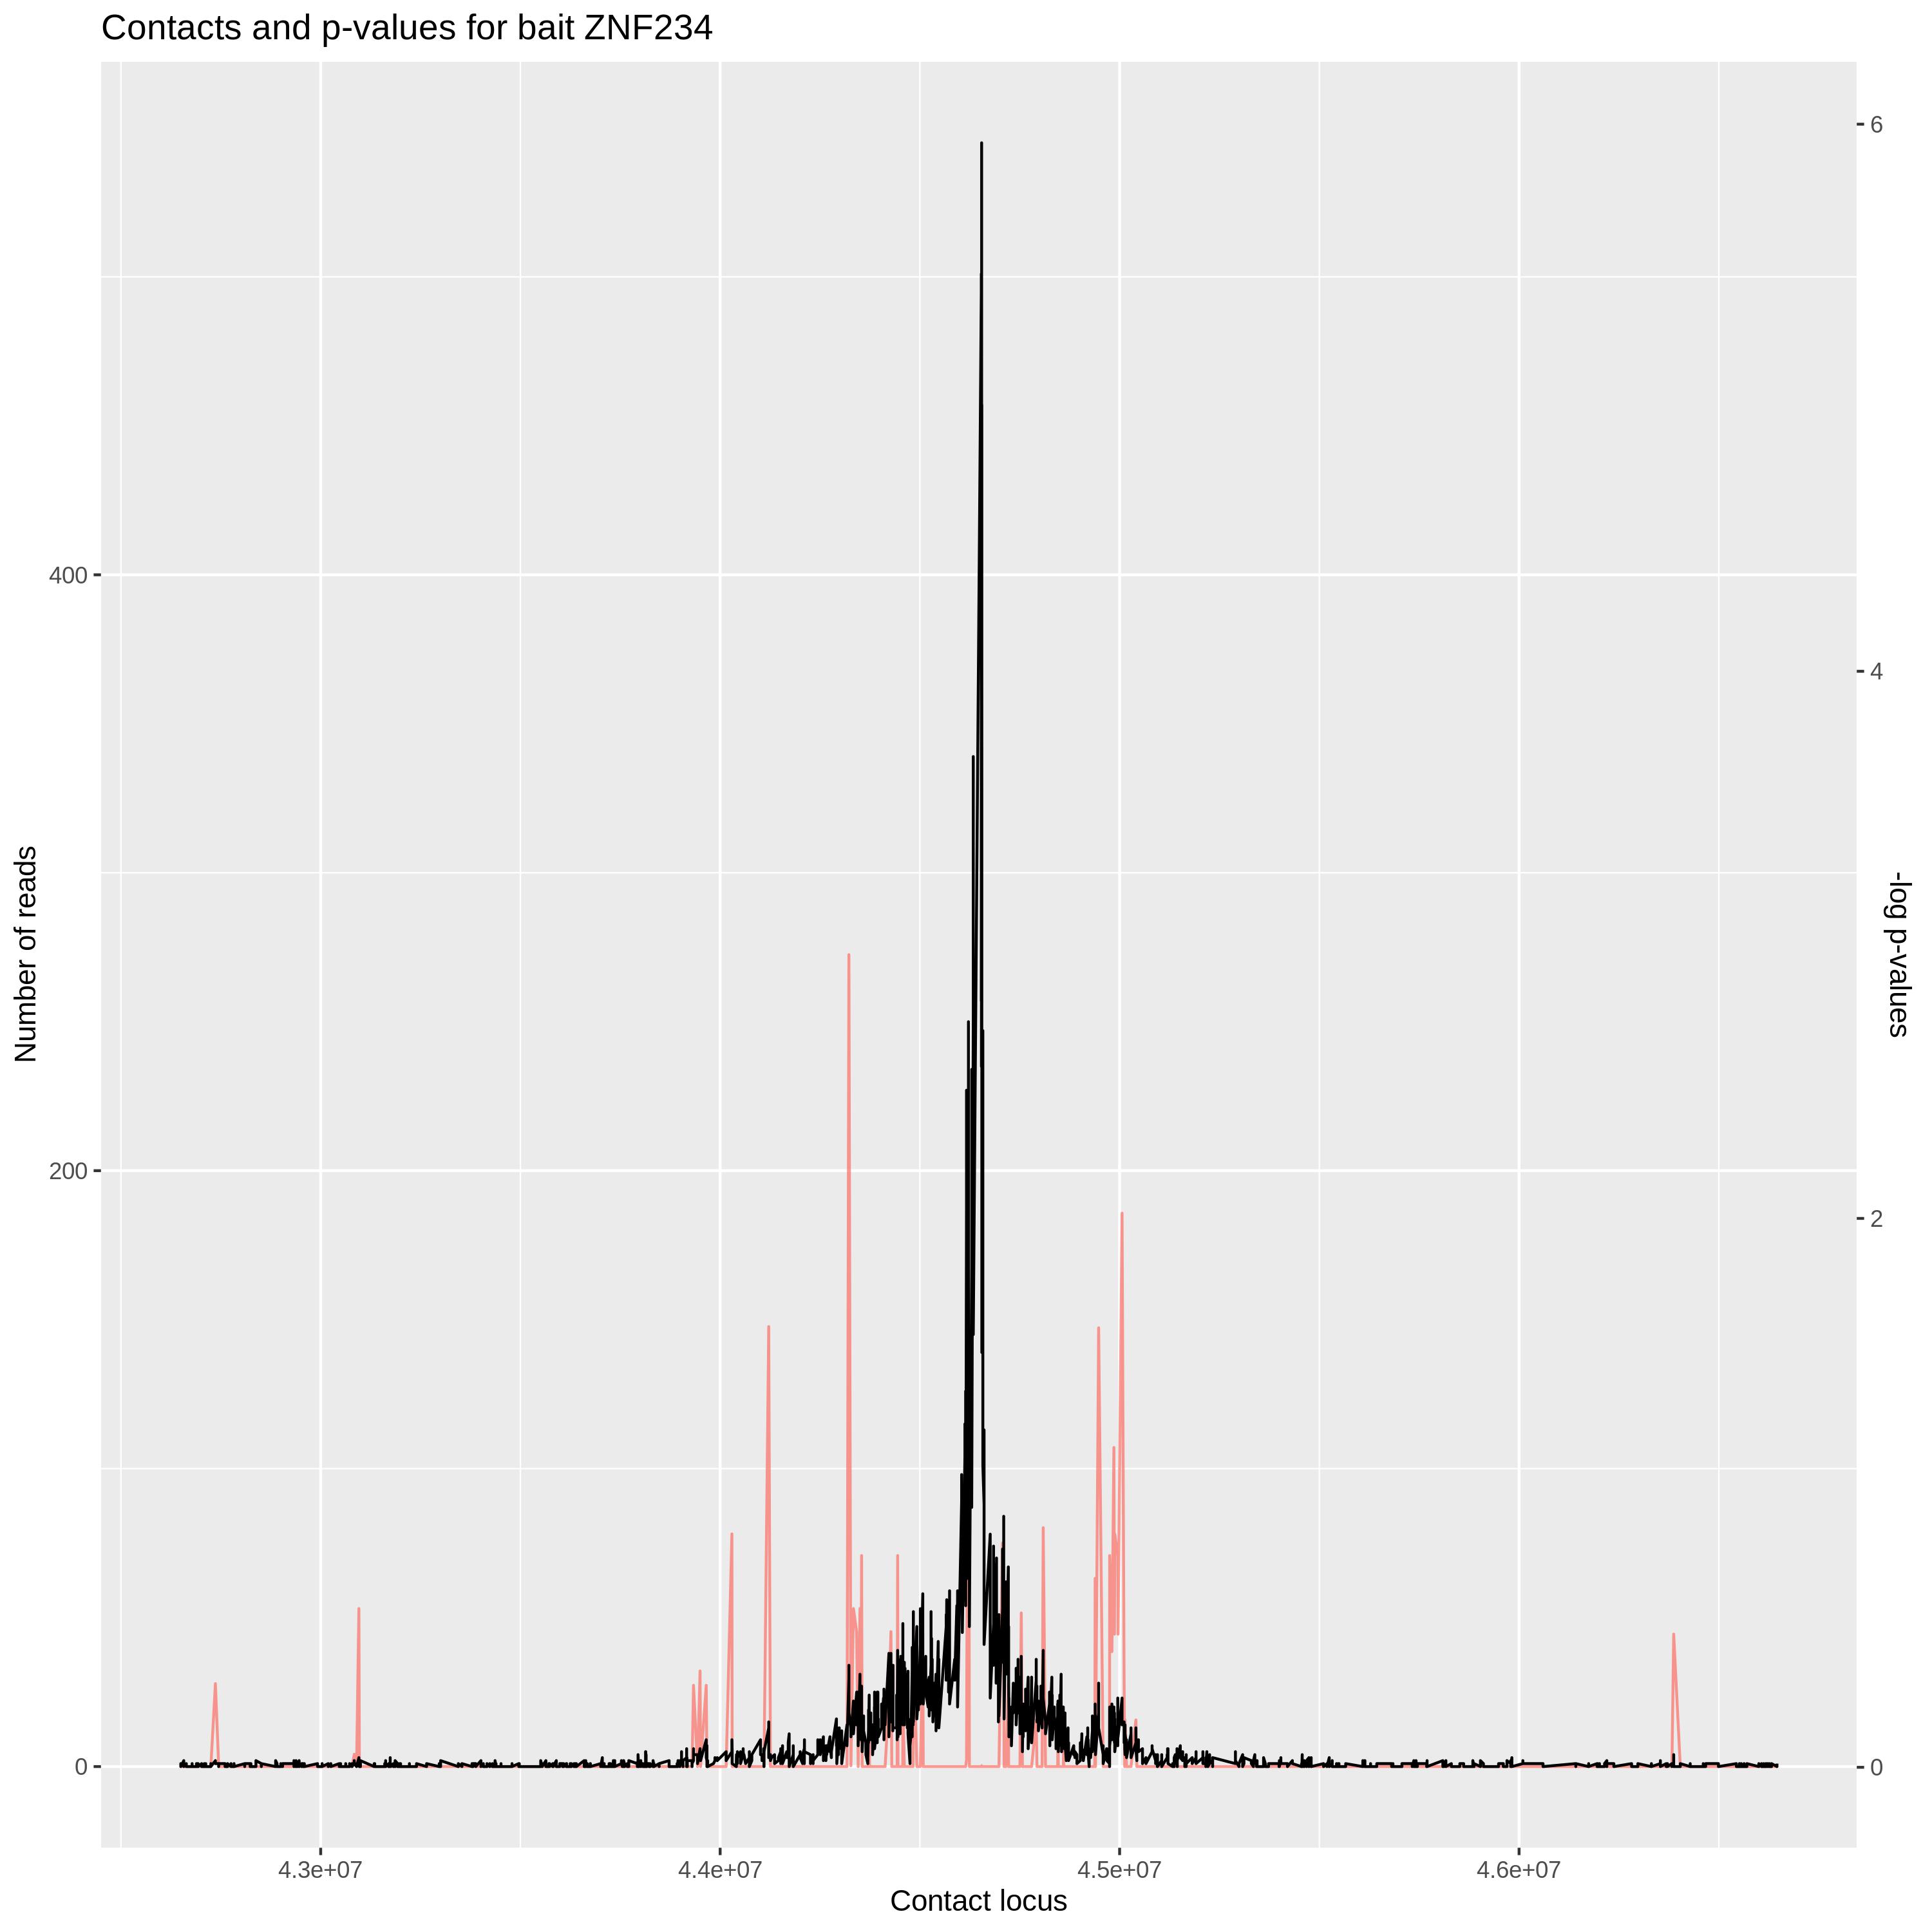 Contacts and p-values for bait ZNF234
6
400
4
Number of reads
-log p-values
200
2
0
0
4.3e+07
4.4e+07
4.5e+07
4.6e+07
Contact locus